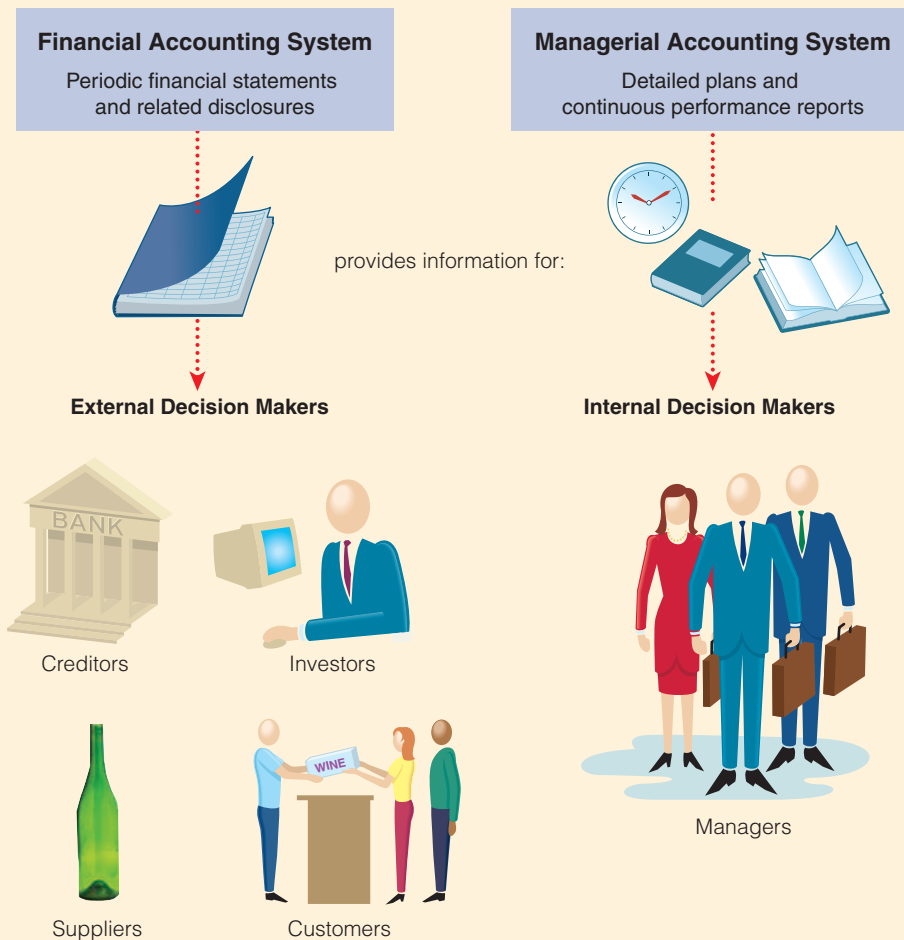 Financial Accounting System
Periodic financial statements
and related disclosures
Managerial Accounting System
Detailed plans and
continuous performance reports
provides information for:
External Decision Makers
Internal Decision Makers
BANK
Creditors
Investors
WINE
Suppliers
Customers
Managers